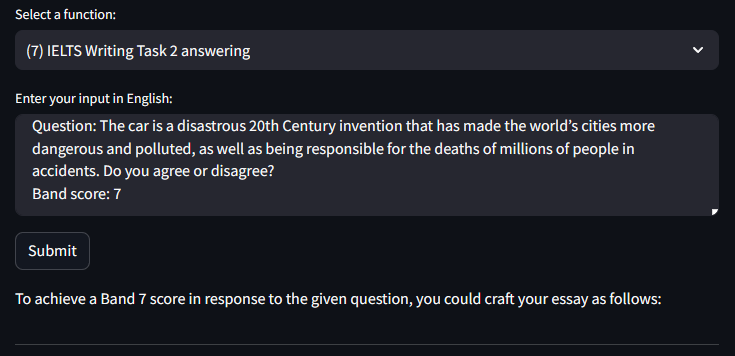 Select a function:
(7) IELTS Writing Task 2 answering
Enter your input in English:
Question: The car is a disastrous 20th Century invention that has made the world’s cities more
dangerous and polluted, as well as being responsible for the deaths of millions of people in
accidents. Do you agree or disagree?
Band score: 7
Submit
To achieve a Band 7 score in response to the given question, you could craft your essay as follows: